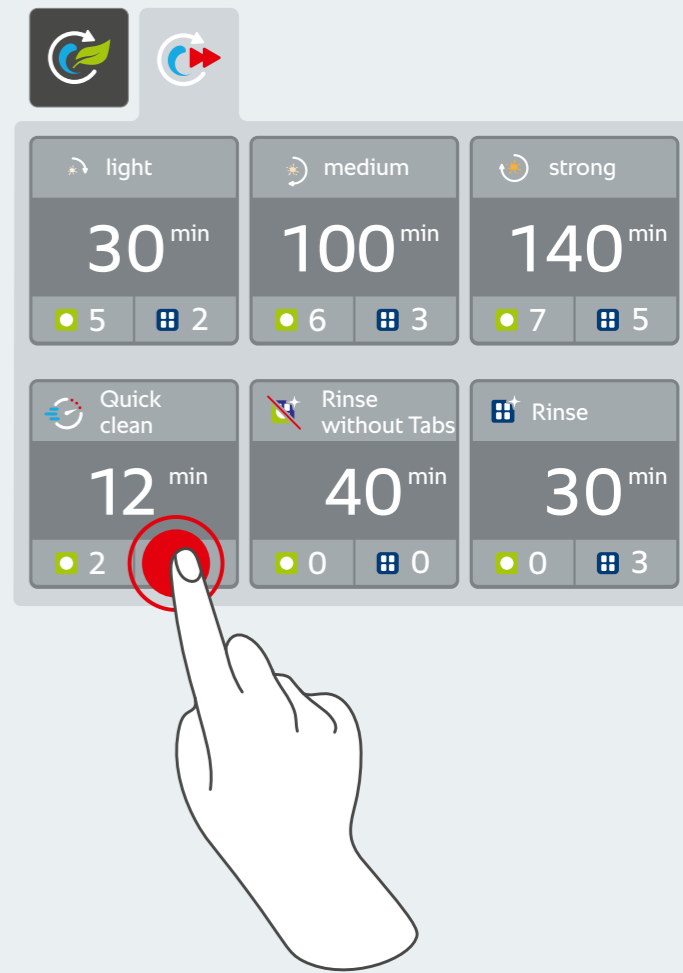 light
30 min
5 2
medium
100 min
6 3
strong
140 min
7 5
Quick
clean
12 min
2
Rinse
without Tabs
40 min
0 0
Rinse
30 min
0 3